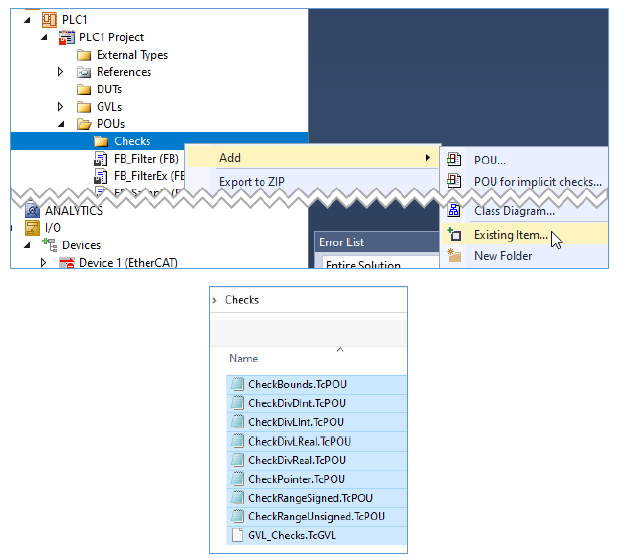 PLC1
PLC1 Project
External Types
References
DUTs
GVLs
POUs
Checks
Add
POU...
FB_Filter (FB)
Export to ZIP
POU for implicit checks...
FB_FilterEx (FB
ANALYTICS
Class Diagram...
I/O
Existing Item...
Devices
Error List
New Folder
Device 1 (EtherCAT)
Entire Solution
Checks
Name
CheckBounds.TcPOU
CheckDivDInt.TcPOU
CheckDivLInt.TcPOU
CheckDivLReal.TcPOU
CheckDivReal.TcPOU
CheckPointer.TcPOU
CheckRangeSigned.TcPOU
CheckRangeUnsigned.TcPOU
GVL_Checks.TcGVL